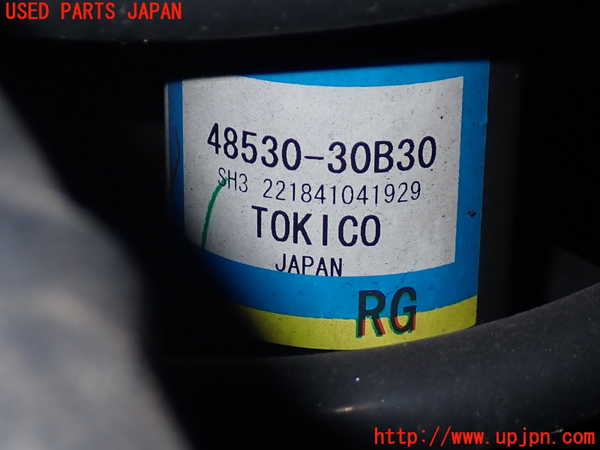 USED PARTS JAPAN
48530-30B30
SH3 221841041929
TOKICO
JAPAN
RG
http://www.upjpn.com/